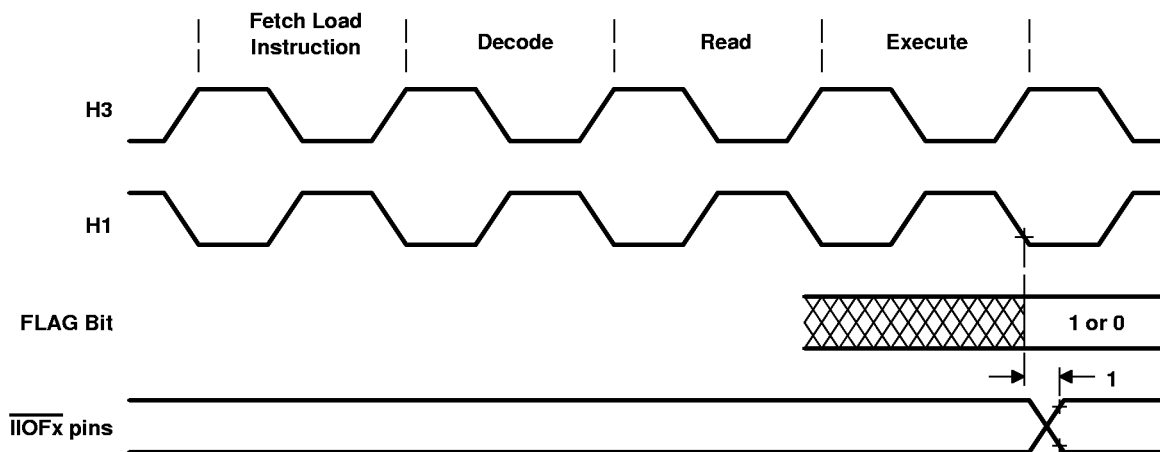 Fetch Load
Instruction
Decode
Read
Execute
H3
H1
FLAG Bit
1 or 0
1
IIOFx pins